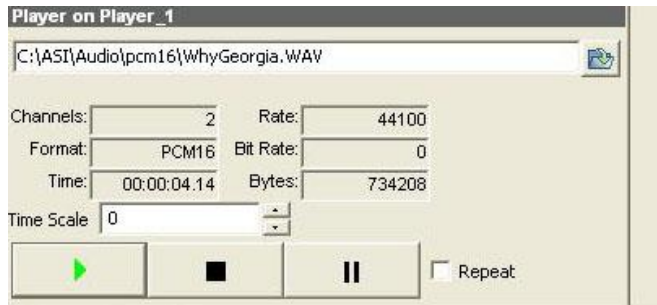 Player on Player_1
C:\ASI\Audio\pcm16\WhyGeorgia.WAV
Channels: 2 Rate: 44100
Format: PCM16 Bit Rate: 0
Time: 00:00:04.14 Bytes: 734208
Time Scale 0
Repeat